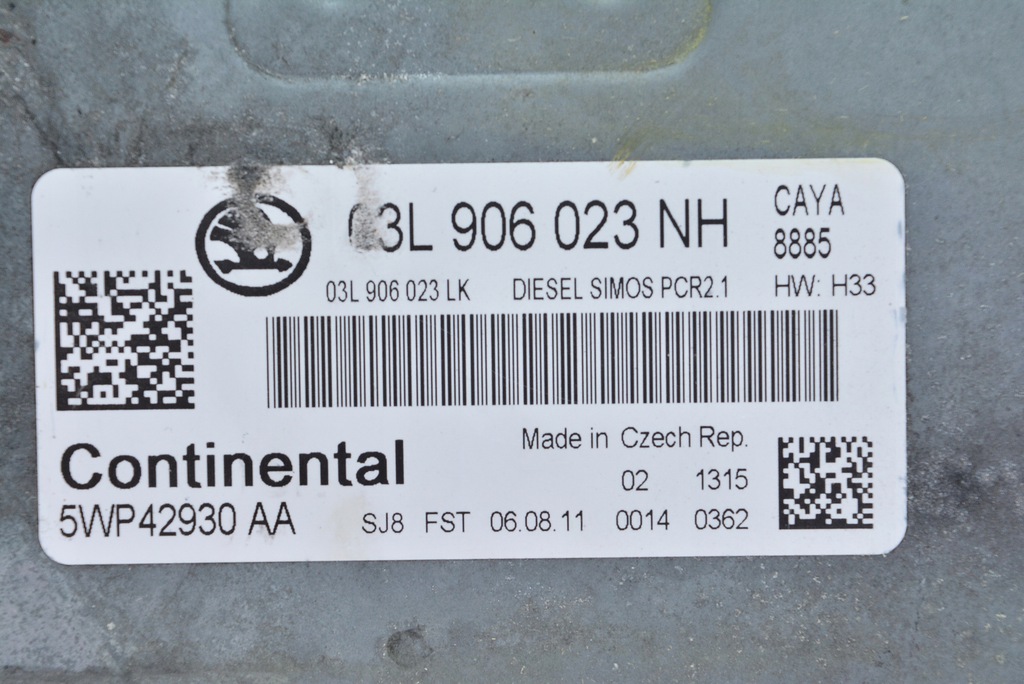 03L 906 023 NH
CAYA
8885
03L 906 023 LK DIESEL SIMOS PCR2.1 HW: H33
Made in Czech Rep.
Continental
02 1315
5WP42930 AA
SJ8 FST 06.08.11 0014 0362